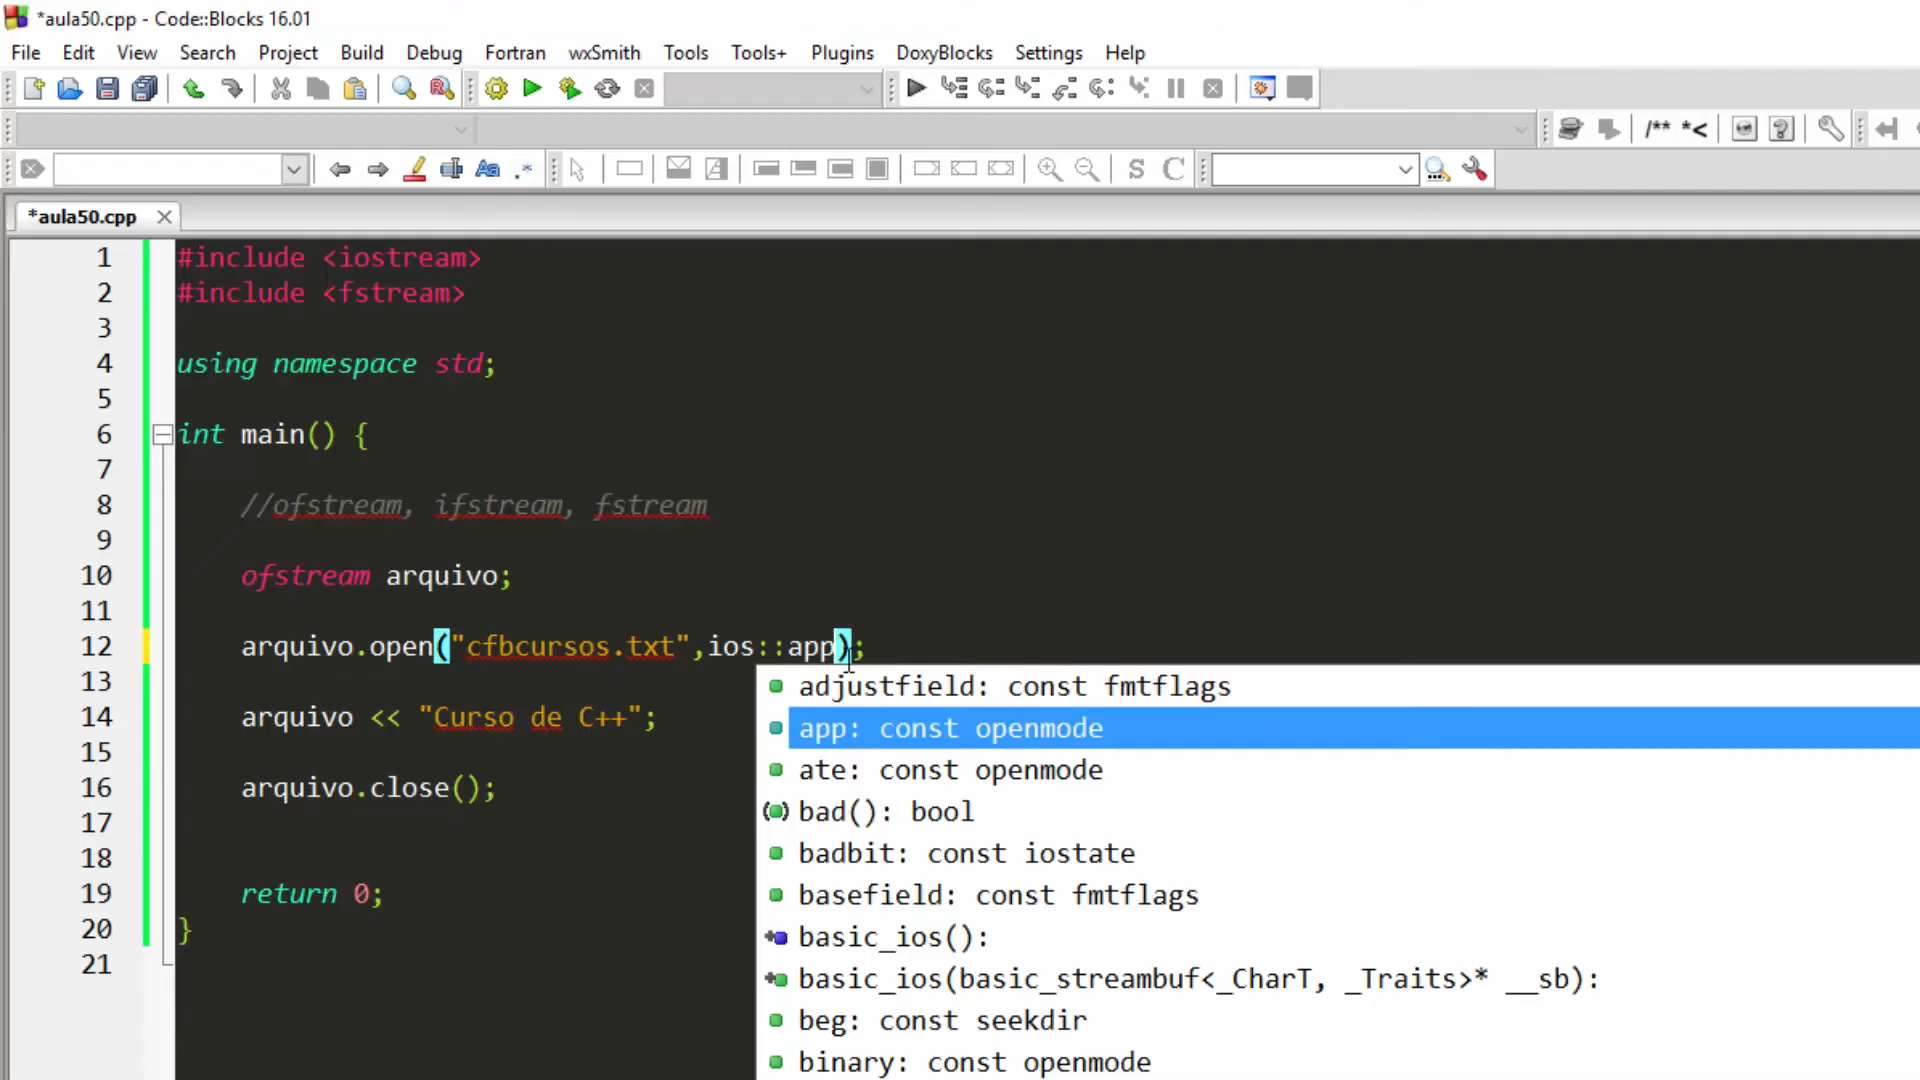 *aula50.cpp - Code::Blocks 16.01
File Edit View Search Project Build Debug Fortran wxSmith Tools Tools+ Plugins DoxyBlocks Settings Help
/** *<
Aa .*
S C
*aula50.cpp
1 #include <iostream>
2 #include <fstream>
3
4 using namespace std;
5
6 int main() {
7
8 //ofstream, ifstream, fstream
9
10 ofstream arquivo;
11
12 arquivo.open("cfbcursos.txt",ios::app);
13
14 arquivo << "Curso de C++";
15
16 arquivo.close();
17
18
19 return 0;
20 }
21
adjustfield: const fmtflags
app: const openmode
ate: const openmode
bad(): bool
badbit: const iostate
basefield: const fmtflags
basic_ios():
basic_ios(basic_streambuf<_CharT, _Traits>* __sb):
beg: const seekdir
binary: const openmode